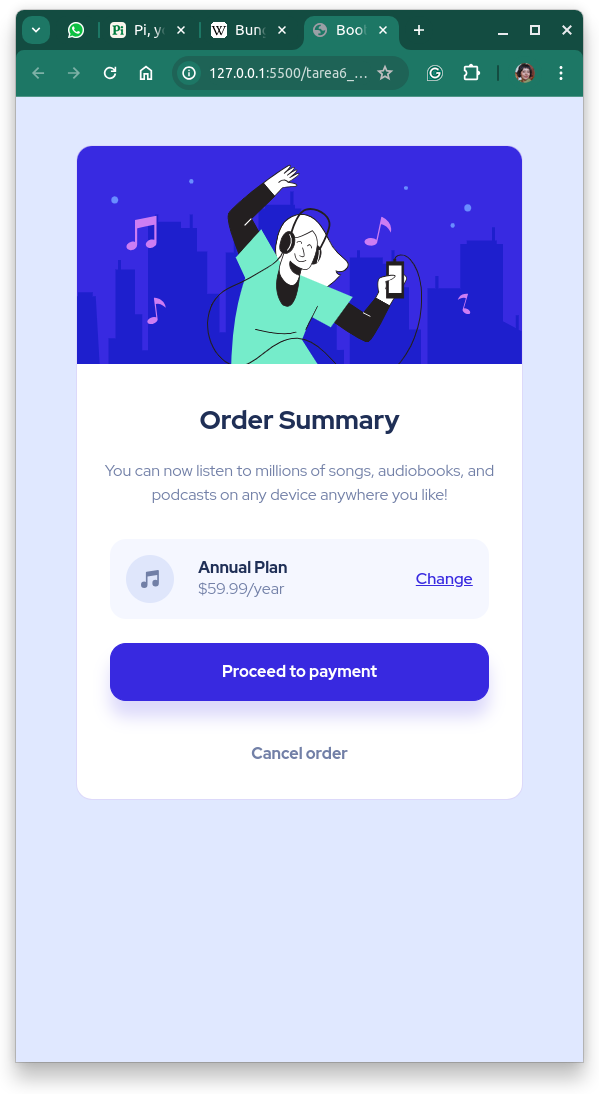 Pi, y
Bung
Boot
127.0.0.1:5500/tarea6_...
Order Summary
You can now listen to millions of songs, audiobooks, and
podcasts on any device anywhere you like!
Annual Plan
$59.99/year
Change
Proceed to payment
Cancel order